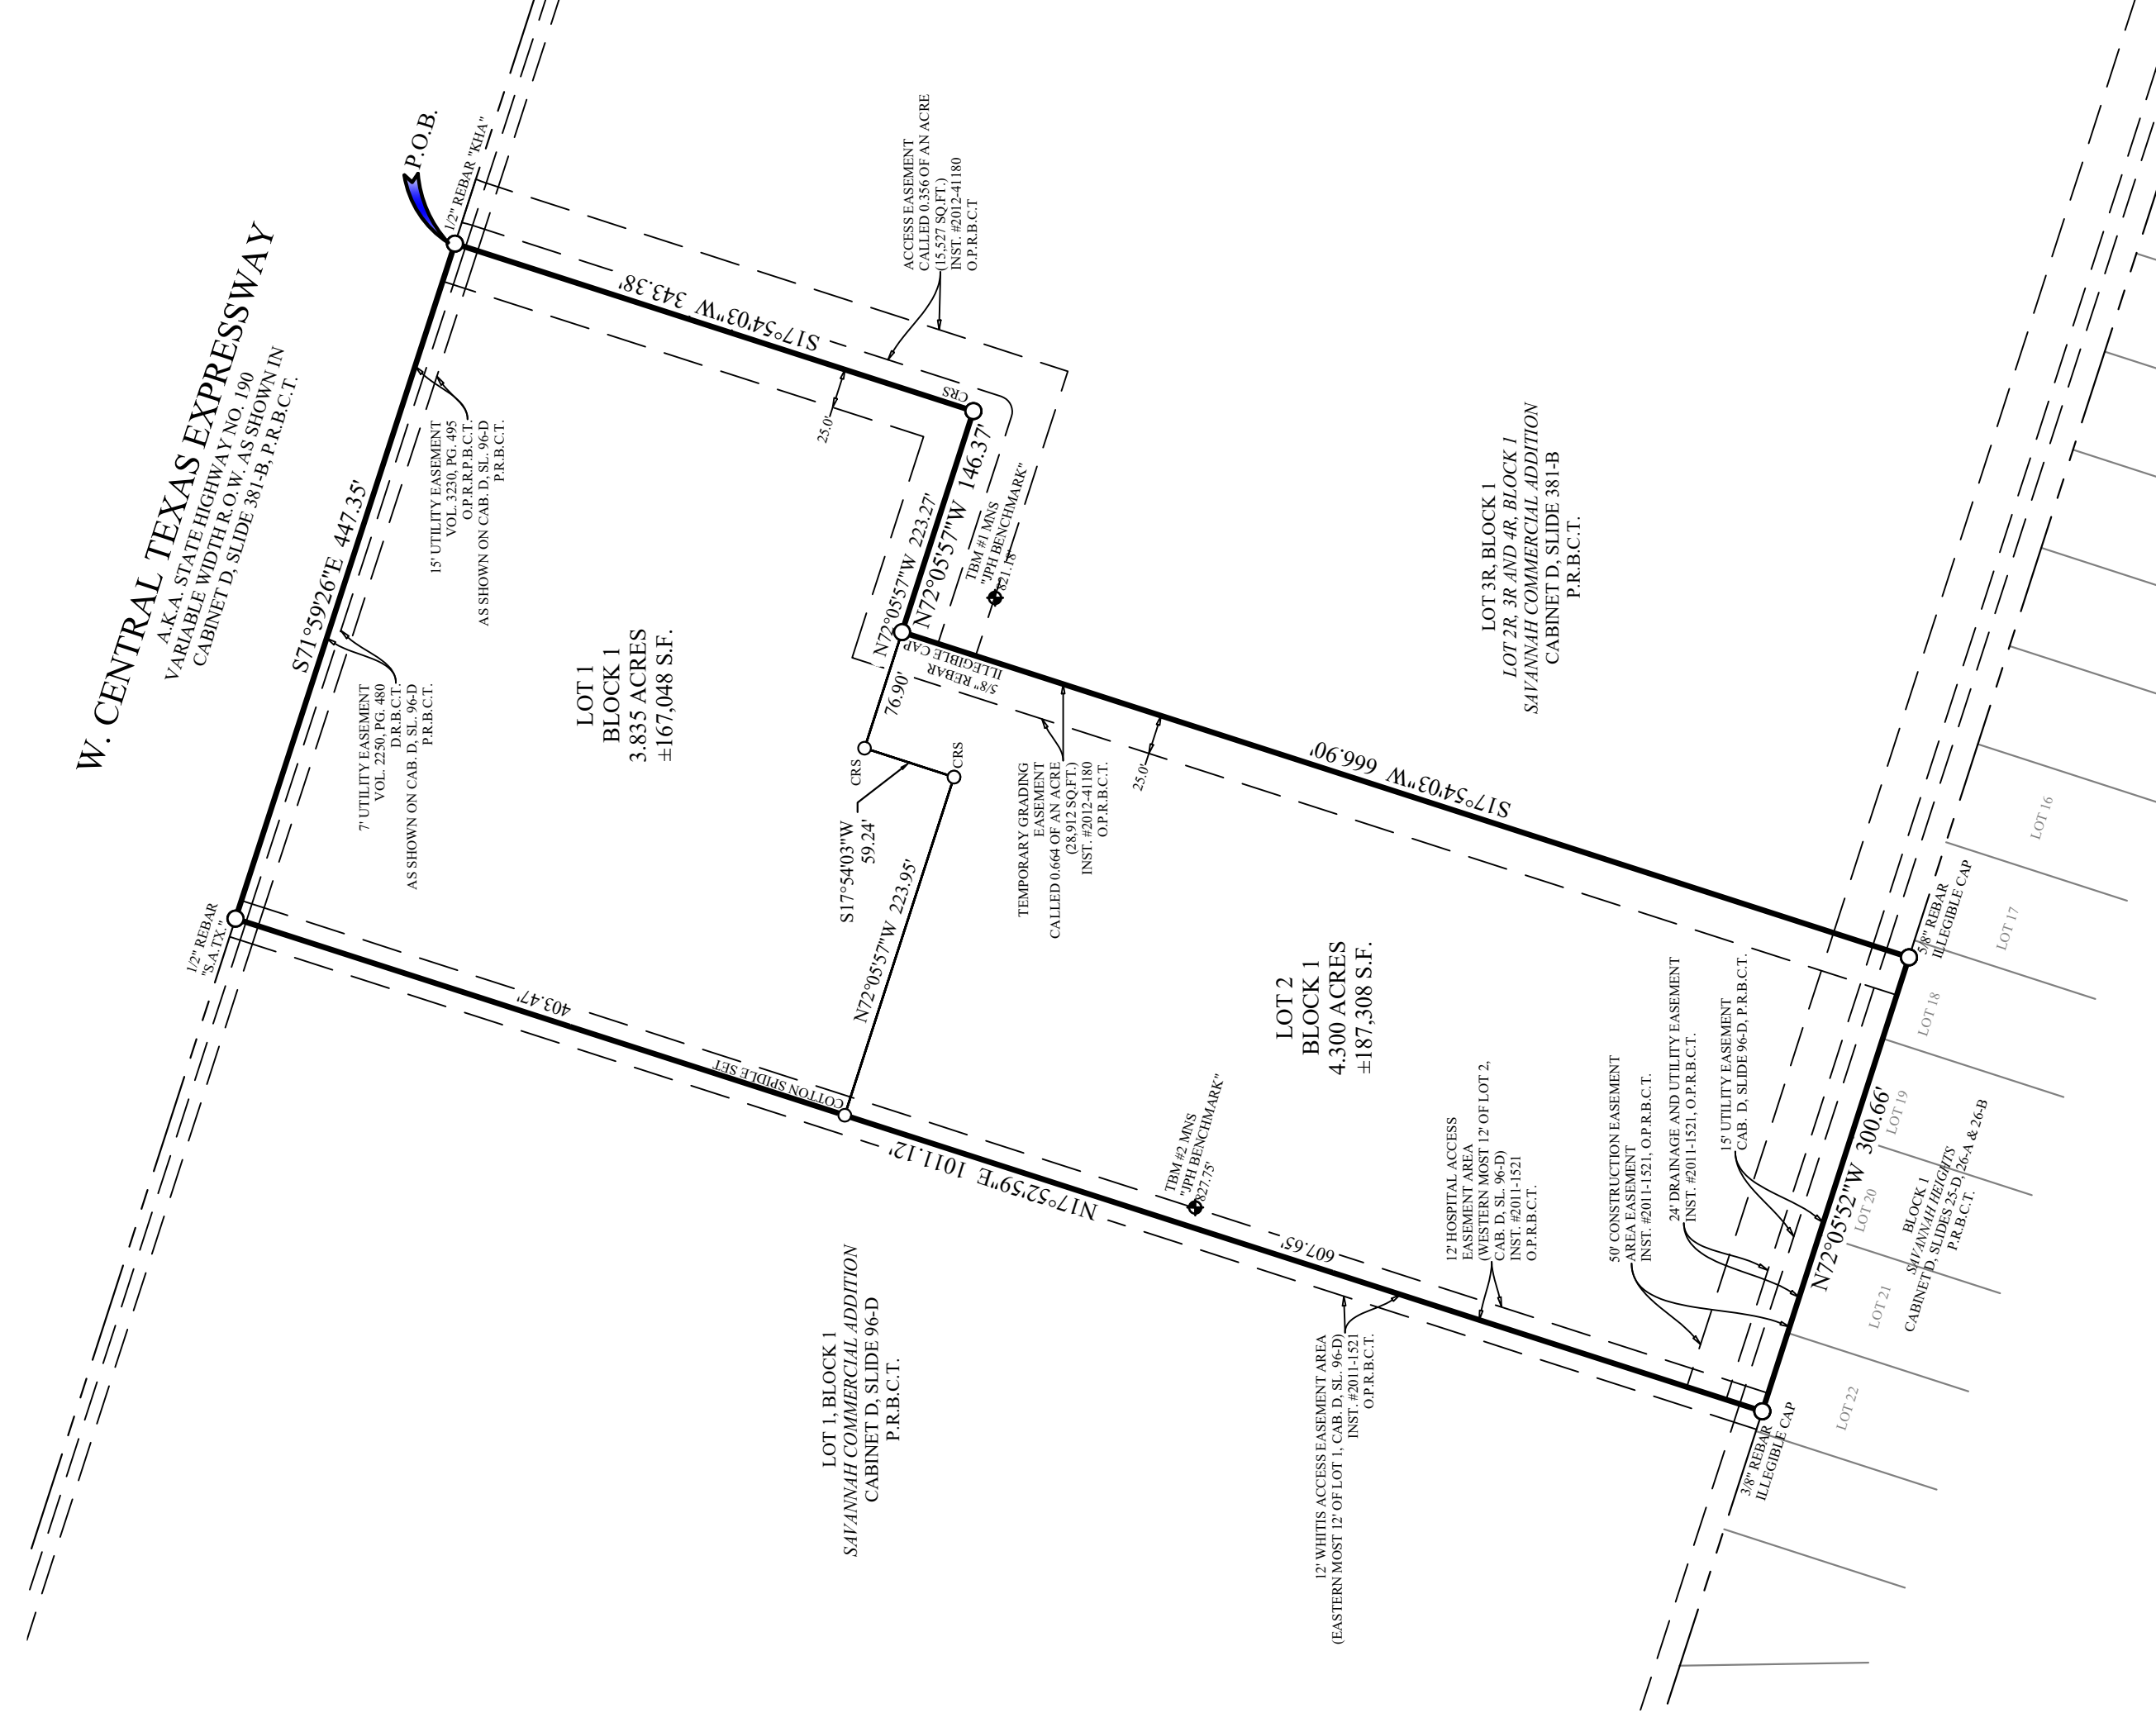 W. CENTRAL TEXAS EXPRESSWAY
A.K.A. STATE HIGHWAY NO. 190
VARIABLE WIDTH R.O.W. AS SHOWN IN
CABINET D, SLIDE 381-B, P.R.B.C.T.
P.O.B.
1/2" REBAR "KHA"
S71°59'26"E 447.35'
15' UTILITY EASEMENT
VOL. 3230, PG. 495
O.P.R.R.P.B.C.T.
AS SHOWN ON CAB. D, SL. 96-D
P.R.B.C.T.
7' UTILITY EASEMENT
VOL. 2250, PG. 480
D.R.B.C.T.
AS SHOWN ON CAB. D, SL. 96-D
P.R.B.C.T.
1/2" REBAR
"S.A.TX."
S17°54'03"W 343.38'
25.0'
CRS
ACCESS EASEMENT
CALLED 0.356 OF AN ACRE
(15,527 SQ.FT.)
INST. #2012-41180
O.P.R.B.C.T
LOT 1
BLOCK 1
3.835 ACRES
±167,048 S.F.
N72°05'57"W 223.27'
N72°05'57"W 146.37'
TBM #1 MNS
"JPH BENCHMARK"
821.18'
5/8" REBAR
ILLEGIBLE CAP
76.90'
CRS
CRS
S17°54'03"W
59.24'
N72°05'57"W 223.95'
403.47'
COTTON SPIDLE SET
TEMPORARY GRADING
EASEMENT
CALLED 0.664 OF AN ACRE
(28,912 SQ.FT.)
INST. #2012-41180
O.P.R.B.C.T.
25.0'
S17°54'03"W 666.90'
LOT 3R, BLOCK 1
LOT 2R, 3R AND 4R, BLOCK 1
SAVANNAH COMMERCIAL ADDITION
CABINET D, SLIDE 381-B
P.R.B.C.T.
LOT 2
BLOCK 1
4.300 ACRES
±187,308 S.F.
N17°52'59"E 1011.12'
TBM #2 MNS
"JPH BENCHMARK"
827.75'
607.65'
LOT 1, BLOCK 1
SAVANNAH COMMERCIAL ADDITION
CABINET D, SLIDE 96-D
P.R.B.C.T.
12' WHITIS ACCESS EASEMENT AREA
(EASTERN MOST 12' OF LOT 1, CAB. D, SL. 96-D)
INST. #2011-1521
O.P.R.B.C.T.
12' HOSPITAL ACCESS
EASEMENT AREA
(WESTERN MOST 12' OF LOT 2,
CAB. D, SL. 96-D)
INST. #2011-1521
O.P.R.B.C.T.
50' CONSTRUCTION EASEMENT
AREA EASEMENT
INST. #2011-1521, O.P.R.B.C.T.
24' DRAINAGE AND UTILITY EASEMENT
INST. #2011-1521, O.P.R.B.C.T.
15' UTILITY EASEMENT
CAB. D, SLIDE 96-D, P.R.B.C.T.
5/8" REBAR
ILLEGIBLE CAP
N72°05'52"W 300.66'
3/8" REBAR
ILLEGIBLE CAP
LOT 16
LOT 17
LOT 18
LOT 19
LOT 20
LOT 21
LOT 22
BLOCK 1
SAVANNAH HEIGHTS
CABINET D, SLIDES 25-D, 26-A & 26-B
P.R.B.C.T.